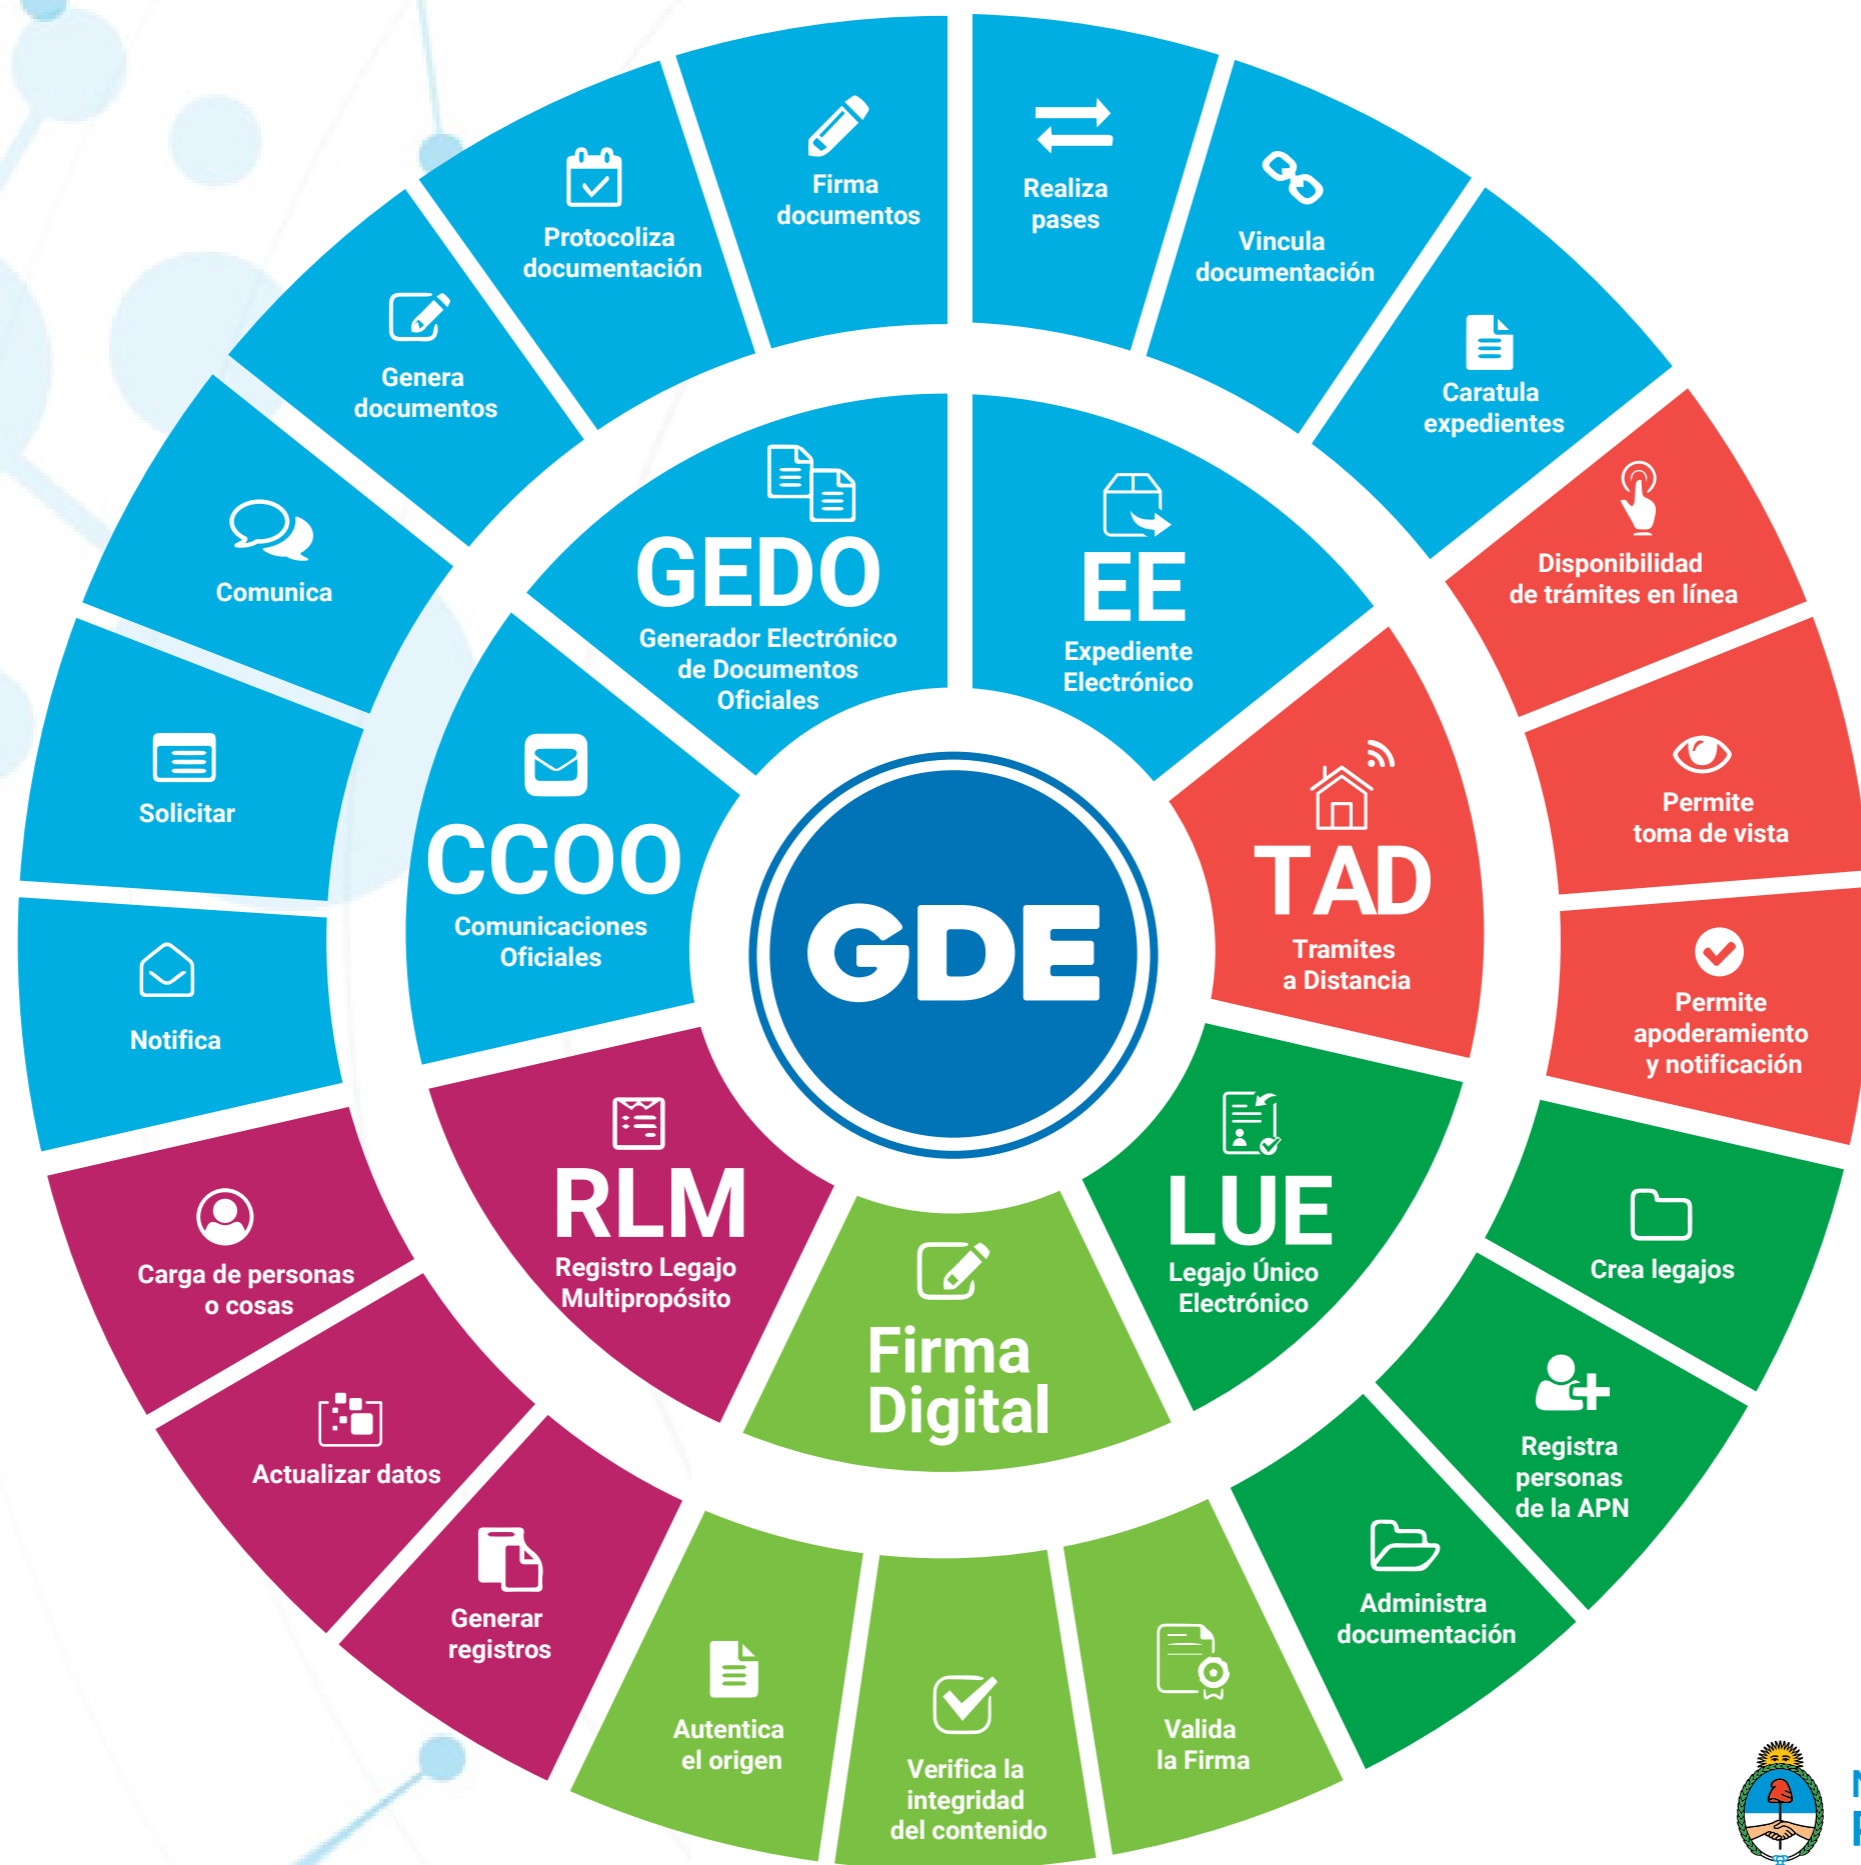 Firma
documentos
Realiza
pases
Vincula
documentación
Caratula
expedientes
Disponibilidad
de trámites en línea
Permite
toma de vista
Permite
apoderamiento
y notificación
Crea legajos
Registra
personas
de la APN
Administra
documentación
Valida
la Firma
Verifica la
integridad
del contenido
Autentica
el origen
Generar
registros
Actualizar datos
Carga de personas
o cosas
Notifica
Solicitar
Comunica
Genera
documentos
Protocoliza
documentación
GEDO
Generador Electrónico
de Documentos
Oficiales
EE
Expediente
Electrónico
TAD
Tramites
a Distancia
LUE
Legajo Único
Electrónico
Firma
Digital
RLM
Registro Legajo
Multipropósito
CCOO
Comunicaciones
Oficiales
GDE